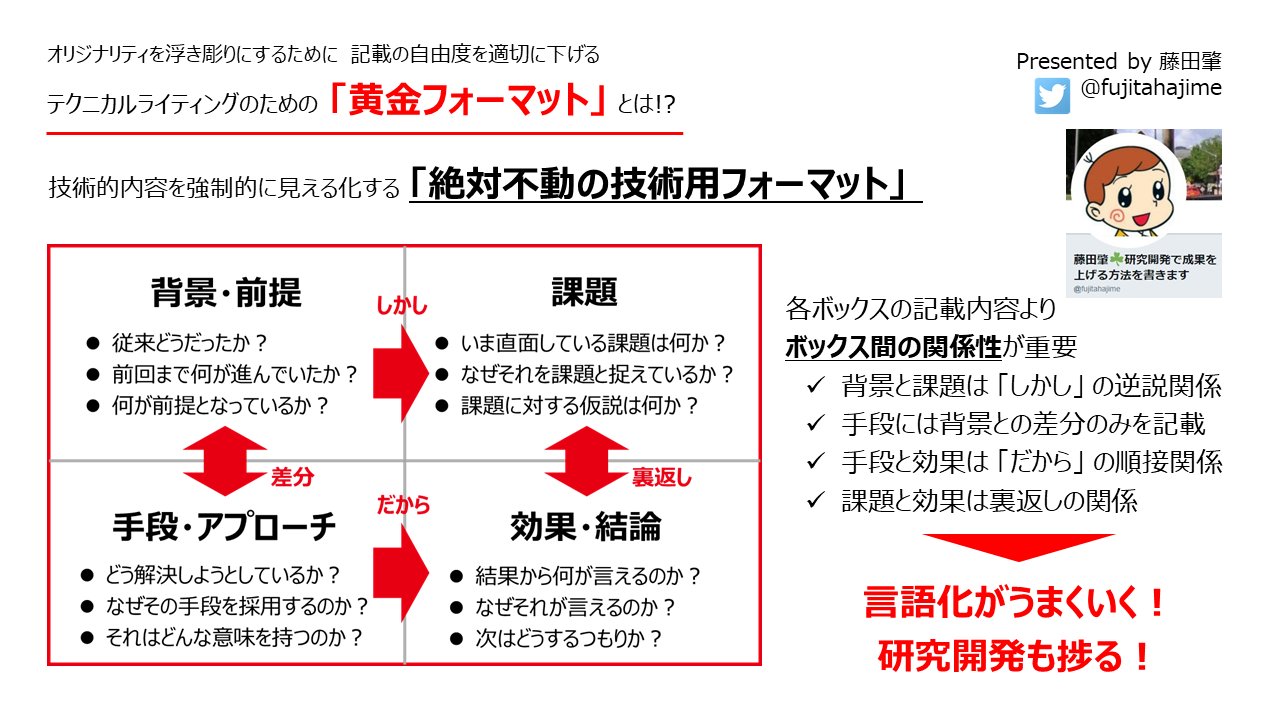 オリジナリティを浮き彫りにするために 記載の自由度を適切に下げる
テクニカルライティングのための「黄金フォーマット」とは!?
Presented by 藤田肇
@fujitahajime
技術的内容を強制的に見える化する「絶対不動の技術用フォーマット」
藤田肇☘研究開発で成果を
上げる方法を書きます
@fujitahajime
背景・前提
従来どうだったか？
前回まで何が進んでいたか？
何が前提となっているか？
しかし
課題
いま直面している課題は何か？
なぜそれを課題と捉えているか？
課題に対する仮説は何か？
差分
裏返し
手段・アプローチ
どう解決しようとしているか？
なぜその手段を採用するのか？
それはどんな意味を持つのか？
だから
効果・結論
結果から何が言えるのか？
なぜそれが言えるのか？
次はどうするつもりか？
各ボックスの記載内容より
ボックス間の関係性が重要
✓ 背景と課題は「しかし」の逆説関係
✓ 手段には背景との差分のみを記載
✓ 手段と効果は「だから」の順接関係
✓ 課題と効果は裏返しの関係
言語化がうまくいく！
研究開発も捗る！